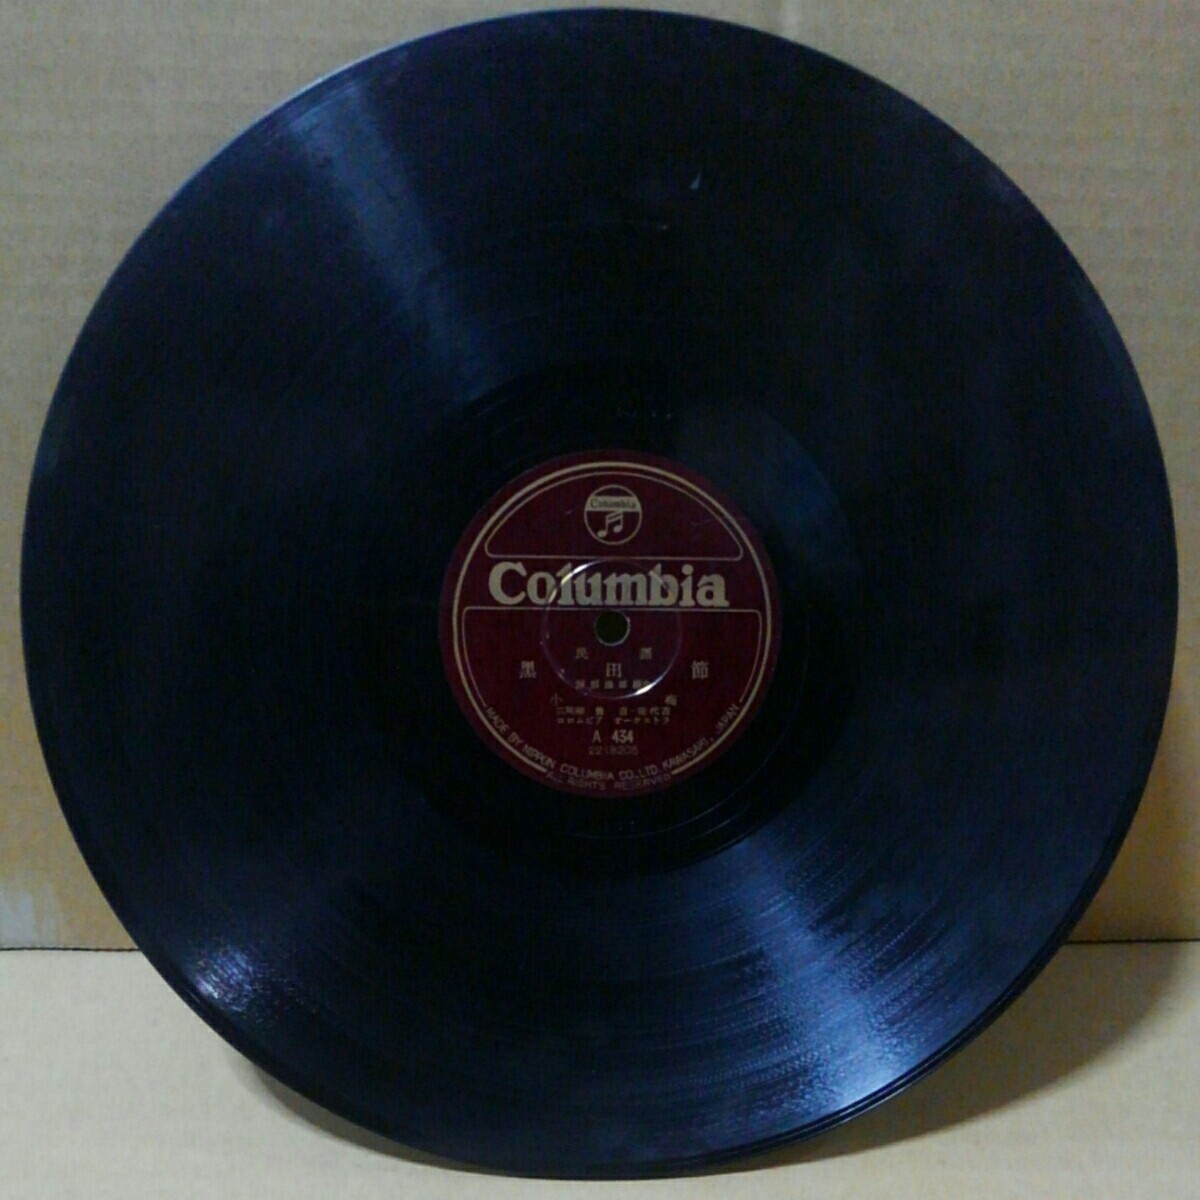 Columbia
Columbia
民謡
黒田節
小梅
コロムビア オーケストラ
A 434
MADE BY NIPPON COLUMBIA CO., LTD. KAWASAKI, JAPAN
ALL RIGHTS RESERVED